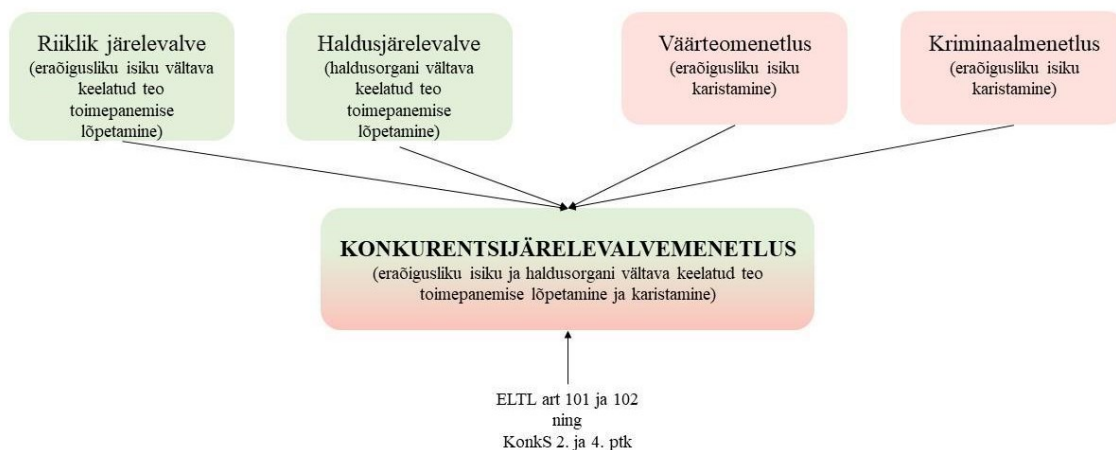 Riiklik järelevalve
(eraõigusliku isiku vältava
keelatud teo
toimepanemise
lõpetamine)
Haldusjärelevalve
(haldusorgani vältava
keelatud teo
toimepanemise
lõpetamine)
Väärteomenetlus
(eraõigusliku isiku
karistamine)
Kriminaalmenetlus
(eraõigusliku isiku
karistamine)
KONKURENTSIJÄRELEVALVEMENETLUS
(eraõigusliku isiku ja haldusorgani vältava keelatud teo
toimepanemise lõpetamine ja karistamine)
ELTL art 101 ja 102
ning
KonkS 2. ja 4. ptk